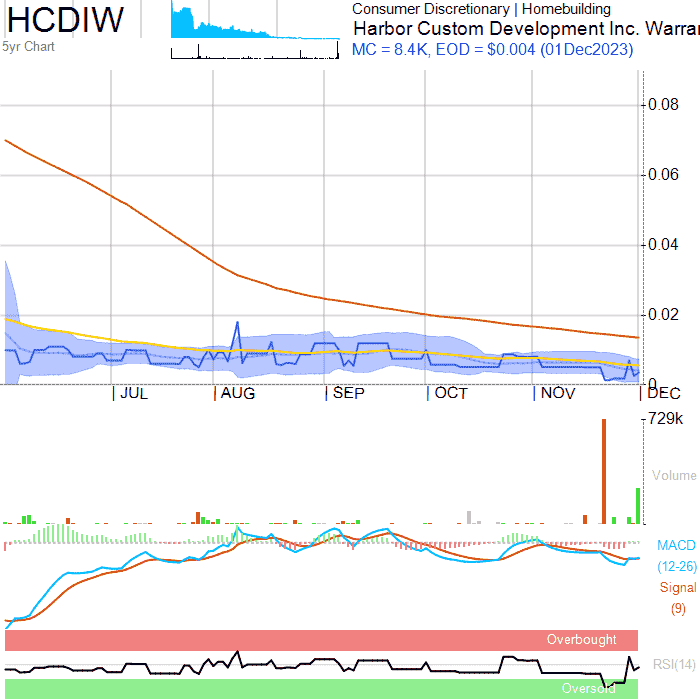 HCDIW
5yr Chart
Consumer Discretionary | Homebuilding
Harbor Custom Development Inc. Warrar
MC = 8.4K, EOD = $0.004 (01Dec2023)
0.08
0.06
0.04
0.02
0
JUL AUG SEP OCT NOV DEC
729k
Volume
MACD
(12-26)
Signal
(9)
Overbought
RSI(14)
Oversold